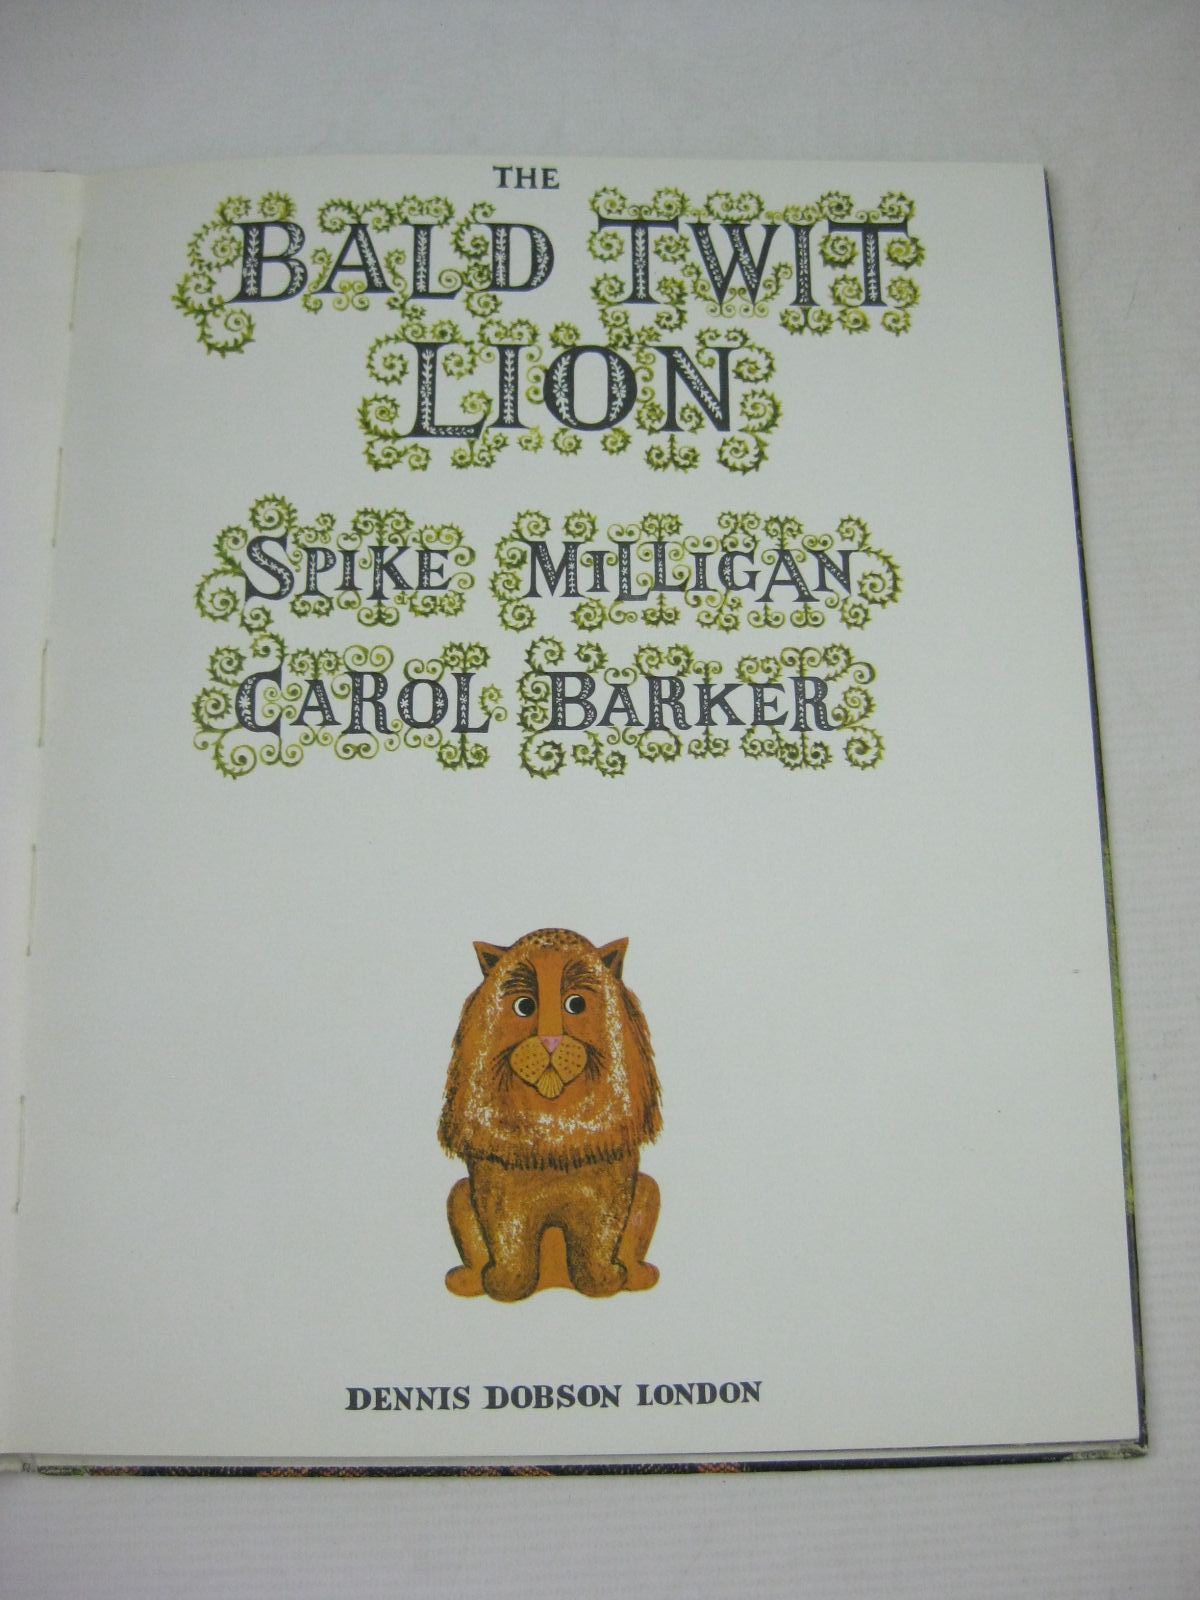 THE
BALD TWIT
LION
SPIKE MILLIGAN
CAROL BARKER
DENNIS DOBSON LONDON